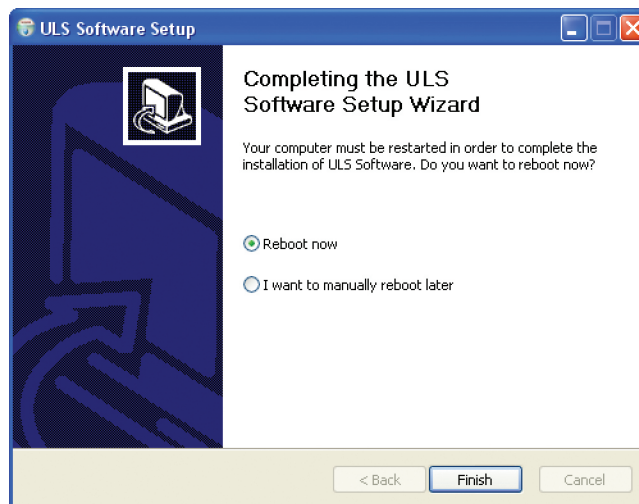 ULS Software Setup
Completing the ULS
Software Setup Wizard
Your computer must be restarted in order to complete the
installation of ULS Software. Do you want to reboot now?
Reboot now
I want to manually reboot later
< Back
Finish
Cancel